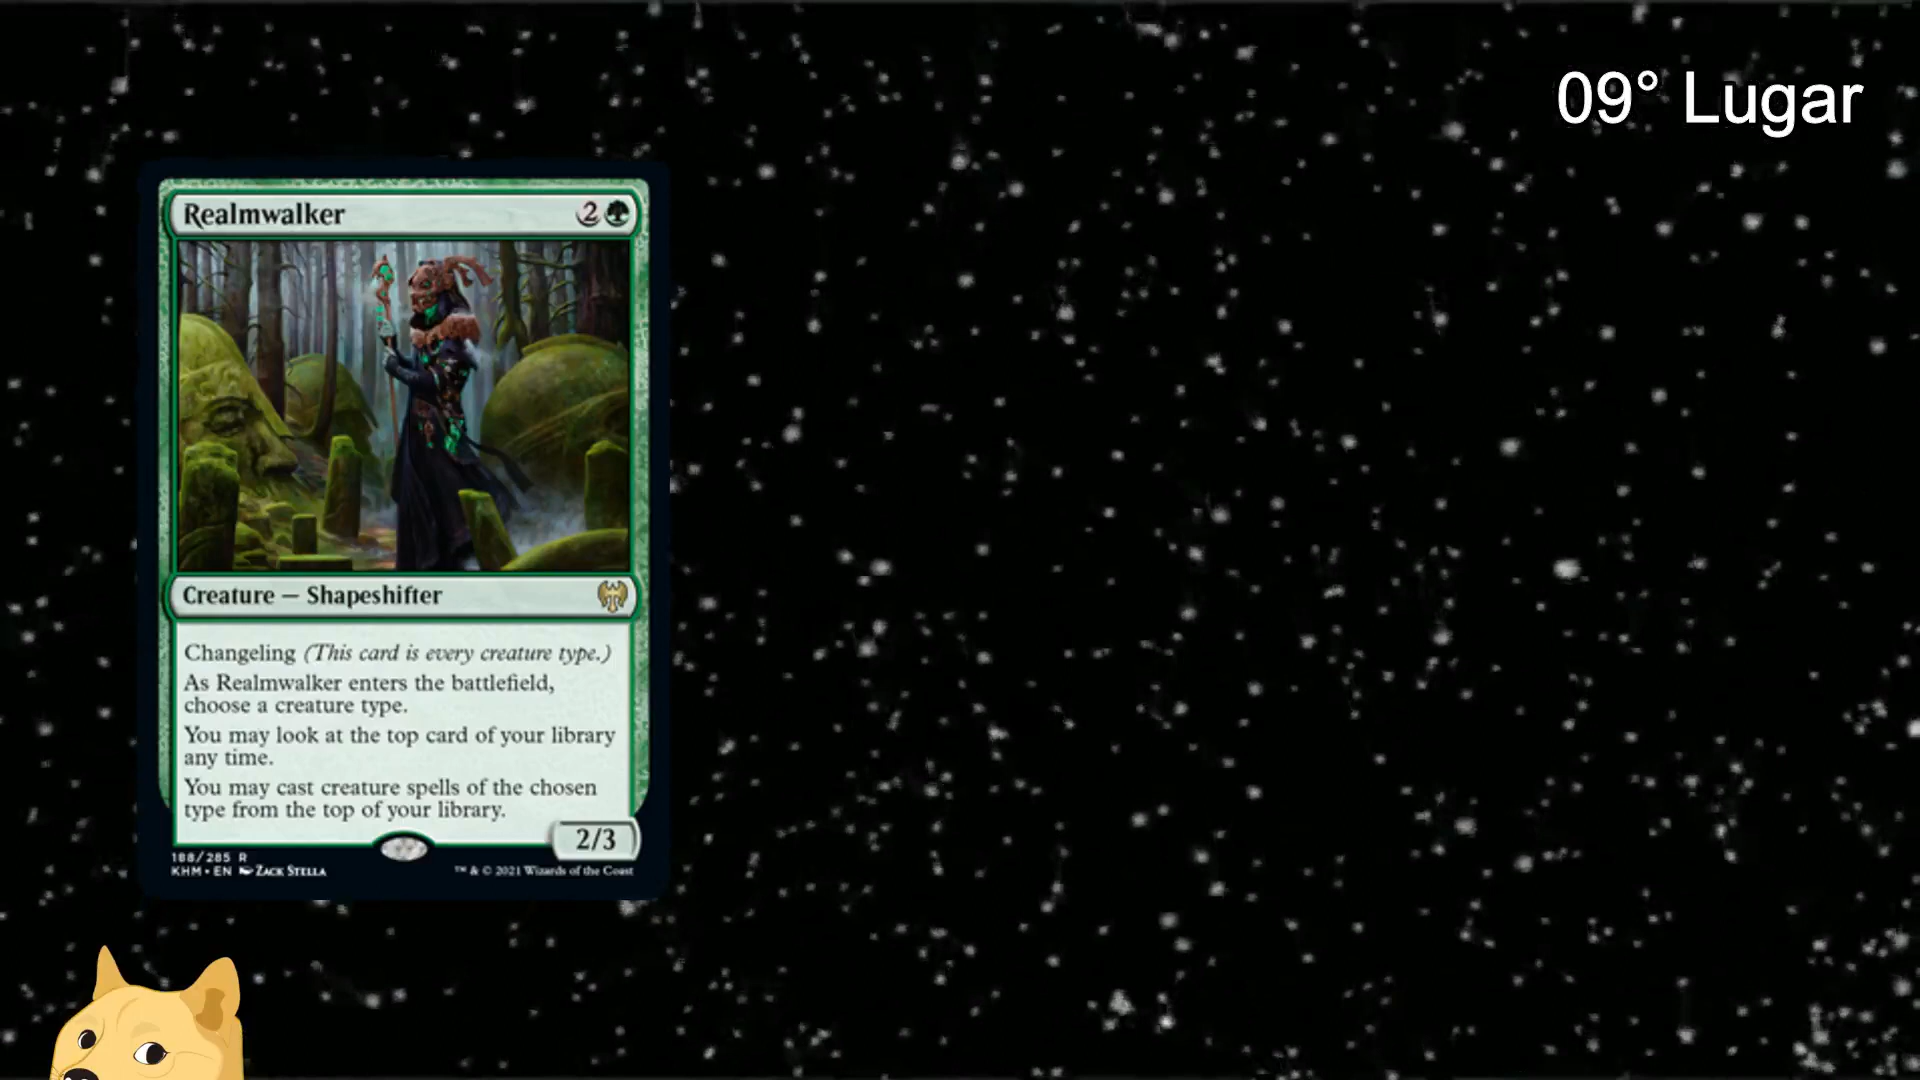 09° Lugar
Realmwalker 2
Creature — Shapeshifter
Changeling (This card is every creature type.)
As Realmwalker enters the battlefield,
choose a creature type.
You may look at the top card of your library
any time.
You may cast creature spells of the chosen
type from the top of your library.
2/3
188/285 R
KHM • EN Zack Stella
™ & © 2021 Wizards of the Coast